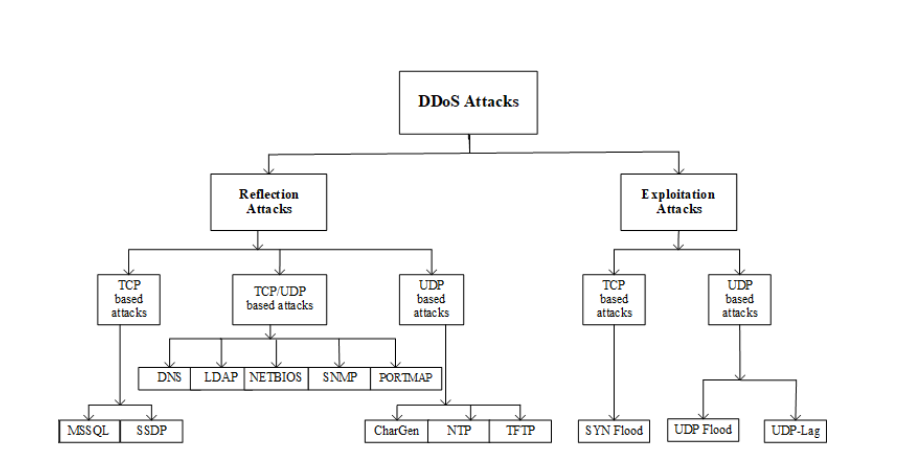 DDoS Attacks
Reflection
Attacks
Exploitation
Attacks
TCP
based
attacks
TCP/UDP
based attacks
UDP
based
attacks
TCP
based
attacks
UDP
based
attacks
DNS
LDAP
NETBIOS
SNMP
PORTMAP
MSSQL
SSDP
CharGen
NTP
TFTP
SYN Flood
UDP Flood
UDP-Lag